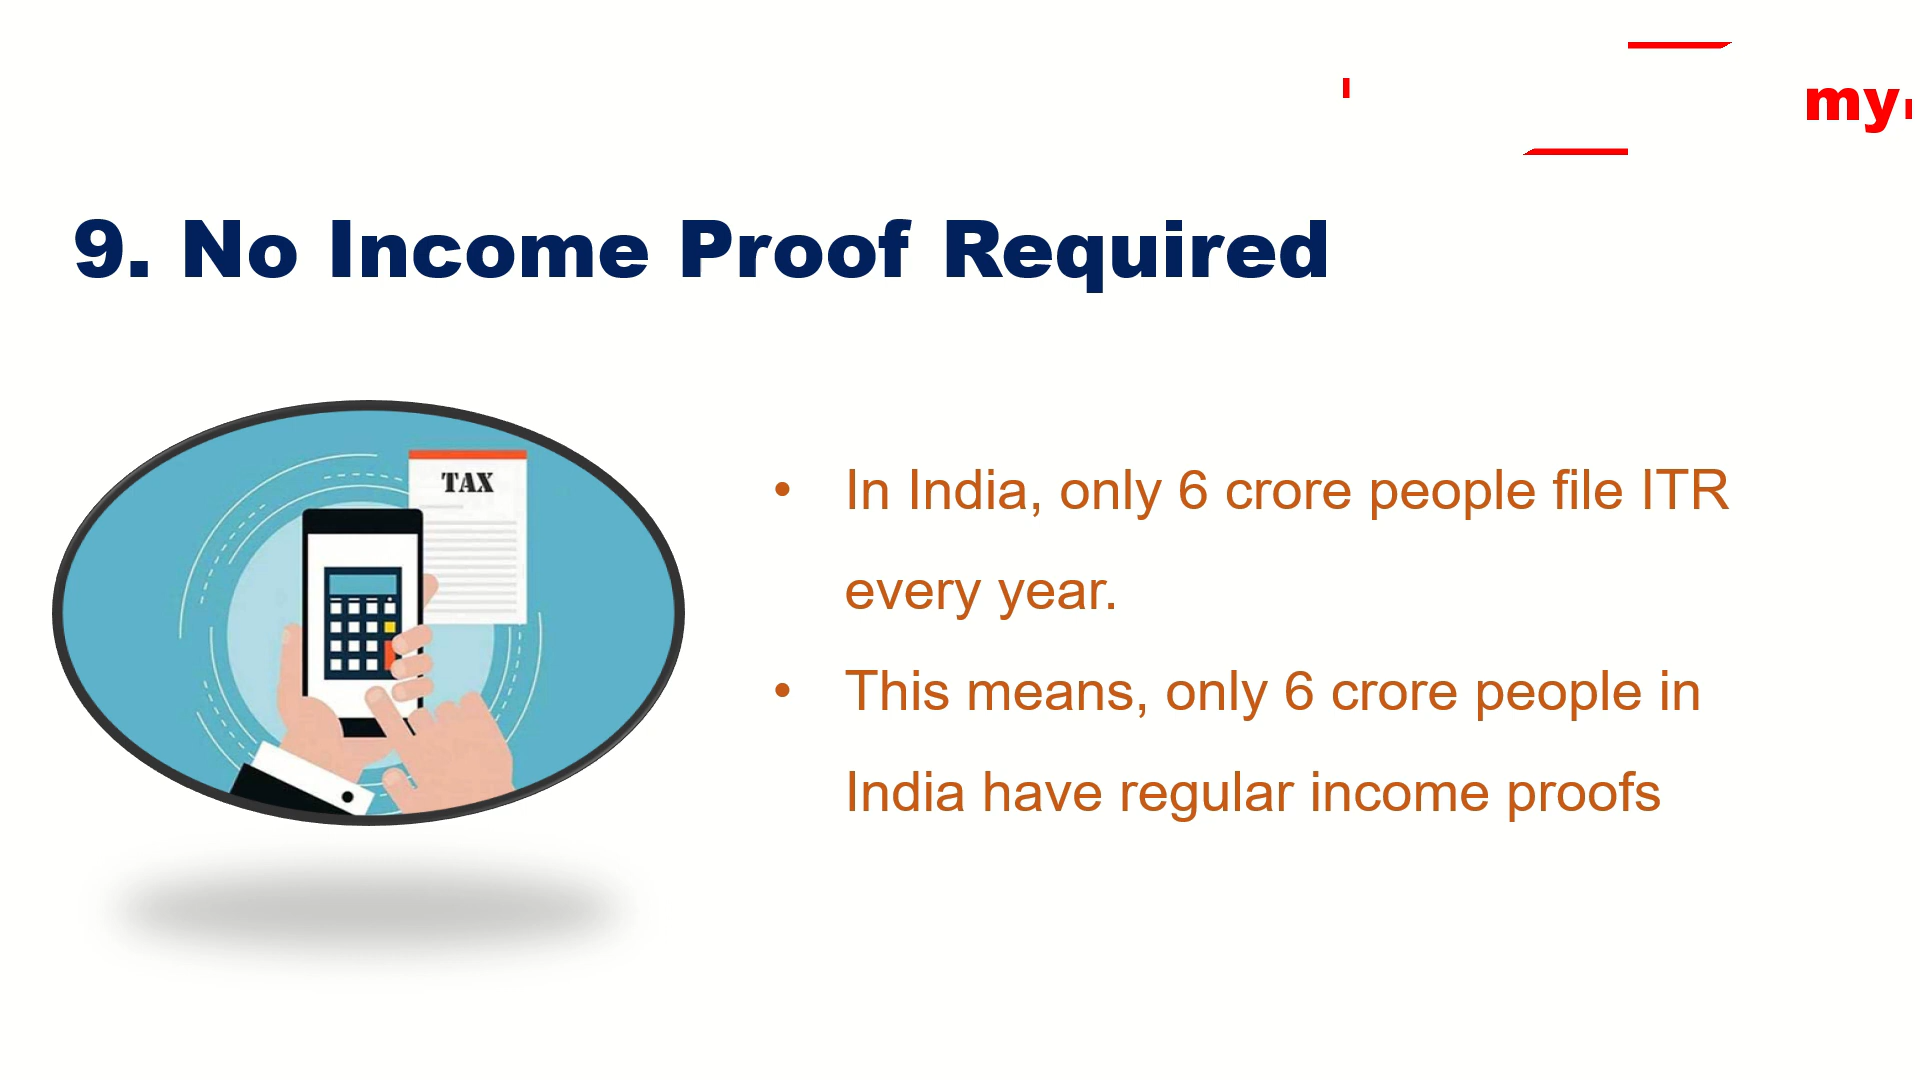 my
9. No Income Proof Required
TAX
• In India, only 6 crore people file ITR
every year.
• This means, only 6 crore people in
India have regular income proofs